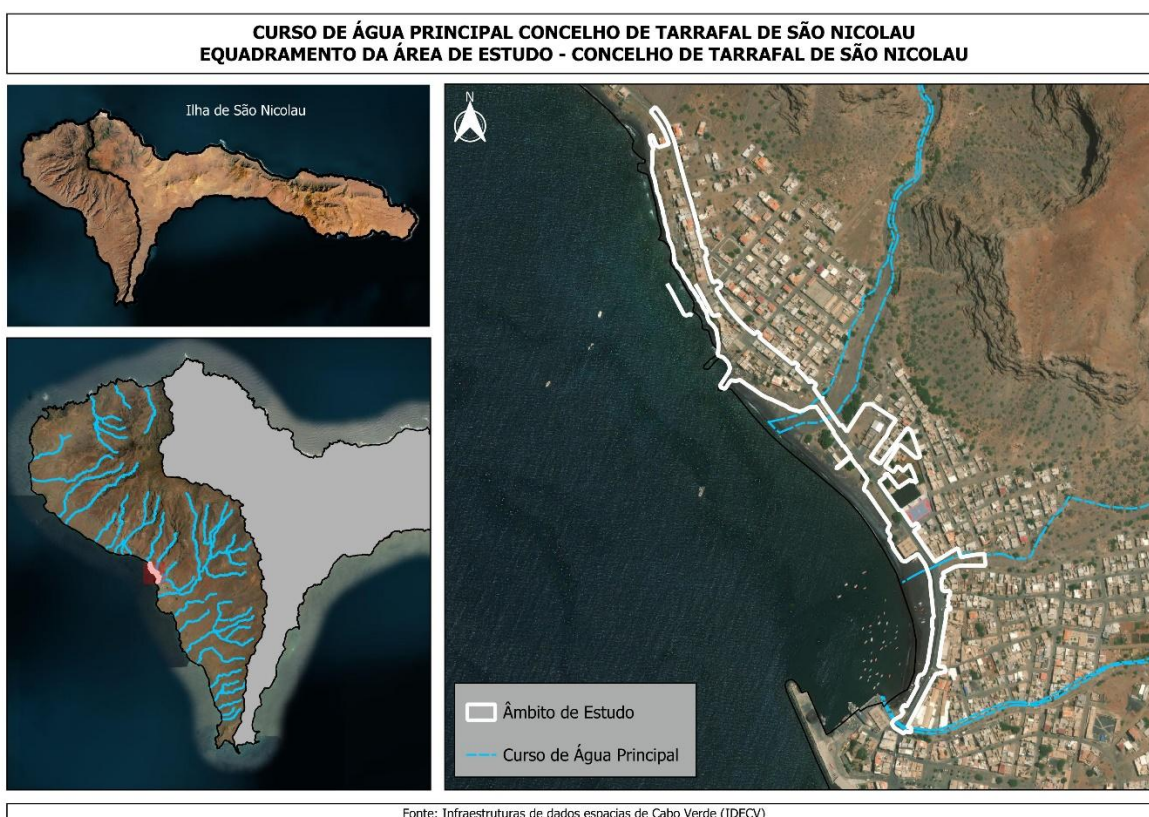 CURSO DE ÁGUA PRINCIPAL CONCELHO DE TARRAFAL DE SÃO NICOLAU
EQUADRAMENTO DA ÁREA DE ESTUDO - CONCELHO DE TARRAFAL DE SÃO NICOLAU
Ilha de São Nicolau
N
Âmbito de Estudo
Curso de Água Principal
Fonte: Infraestruturas de dados espacias de Cabo Verde (IDECV)